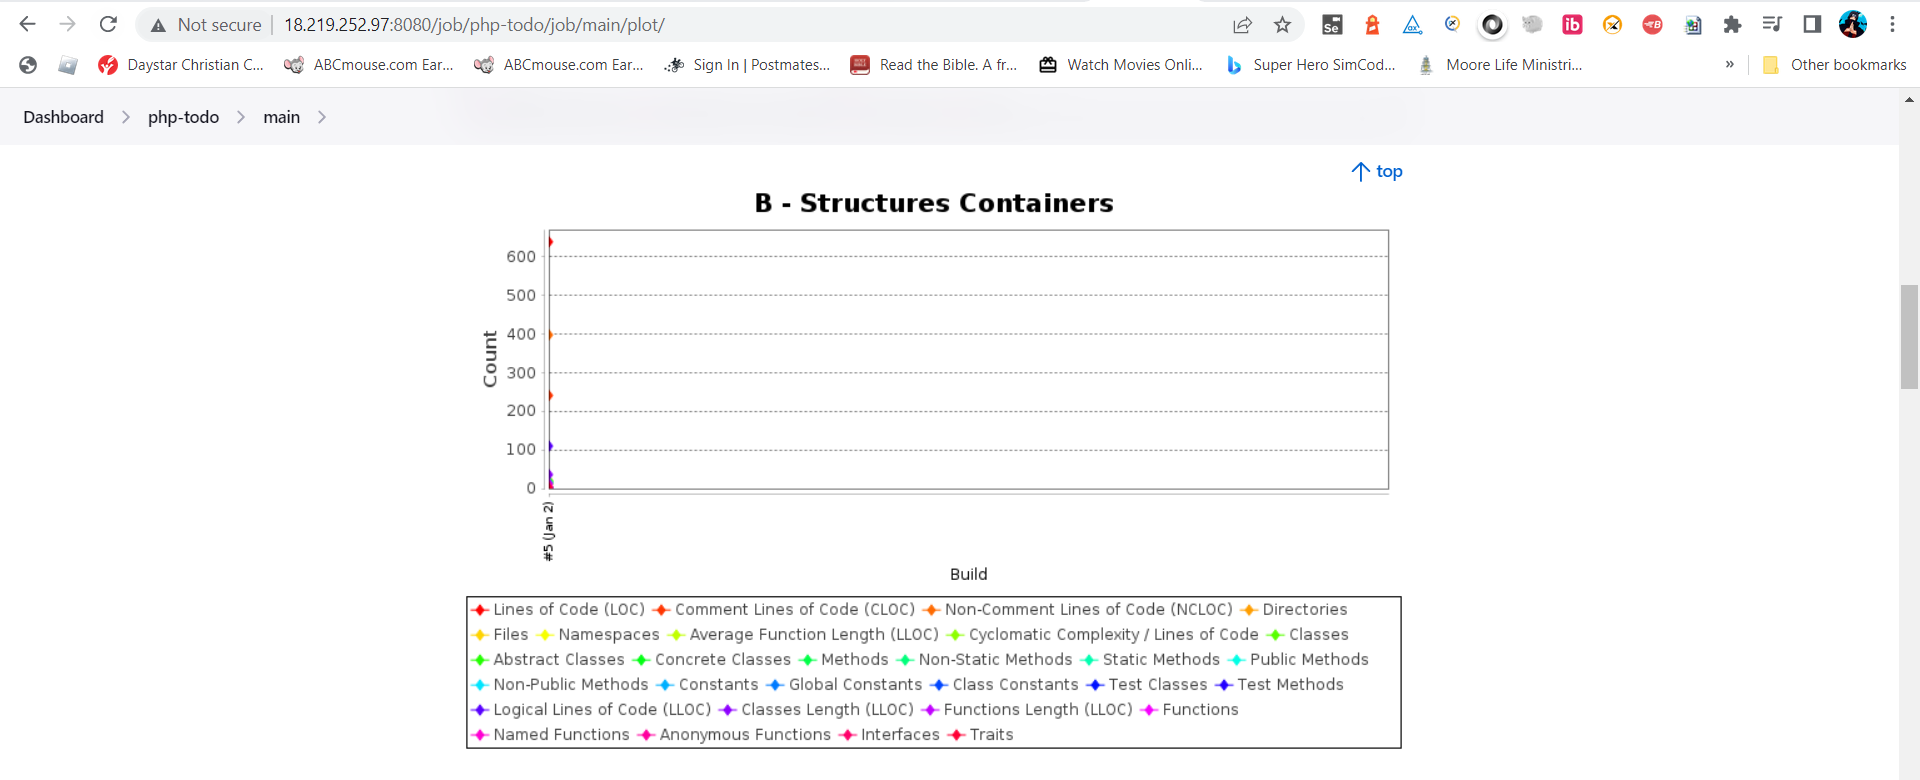 Not secure 18.219.252.97:8080/job/php-todo/job/main/plot/
Daystar Christian C... ABCmouse.com Ear... ABCmouse.com Ear... Sign In | Postmates... Read the Bible. A fr... Watch Movies Onli... Super Hero SimCod... Moore Life Ministri... » Other bookmarks
Dashboard php-todo main
top
B - Structures Containers
600
500
400
300
200
100
0
Count
#5 (Jan 2)
Build
Lines of Code (LOC) Comment Lines of Code (CLOC) Non-Comment Lines of Code (NCLOC) Directories
Files Namespaces Average Function Length (LLOC) Cyclomatic Complexity / Lines of Code Classes
Abstract Classes Concrete Classes Methods Non-Static Methods Static Methods Public Methods
Non-Public Methods Constants Global Constants Class Constants Test Classes Test Methods
Logical Lines of Code (LLOC) Classes Length (LLOC) Functions Length (LLOC) Functions
Named Functions Anonymous Functions Interfaces Traits